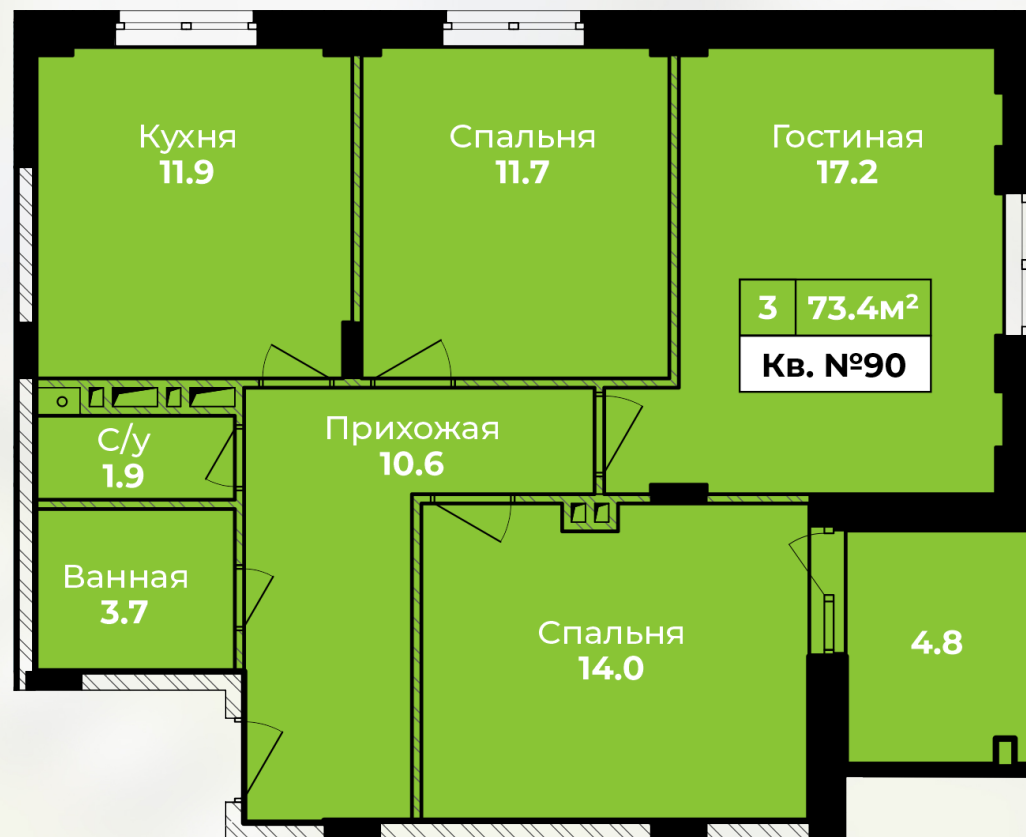 Кухня
11.9
Спальня
11.7
Гостиная
17.2
3 73.4м²
Кв. №90
Прихожая
10.6
С/у
1.9
Ванная
3.7
Спальня
14.0
4.8